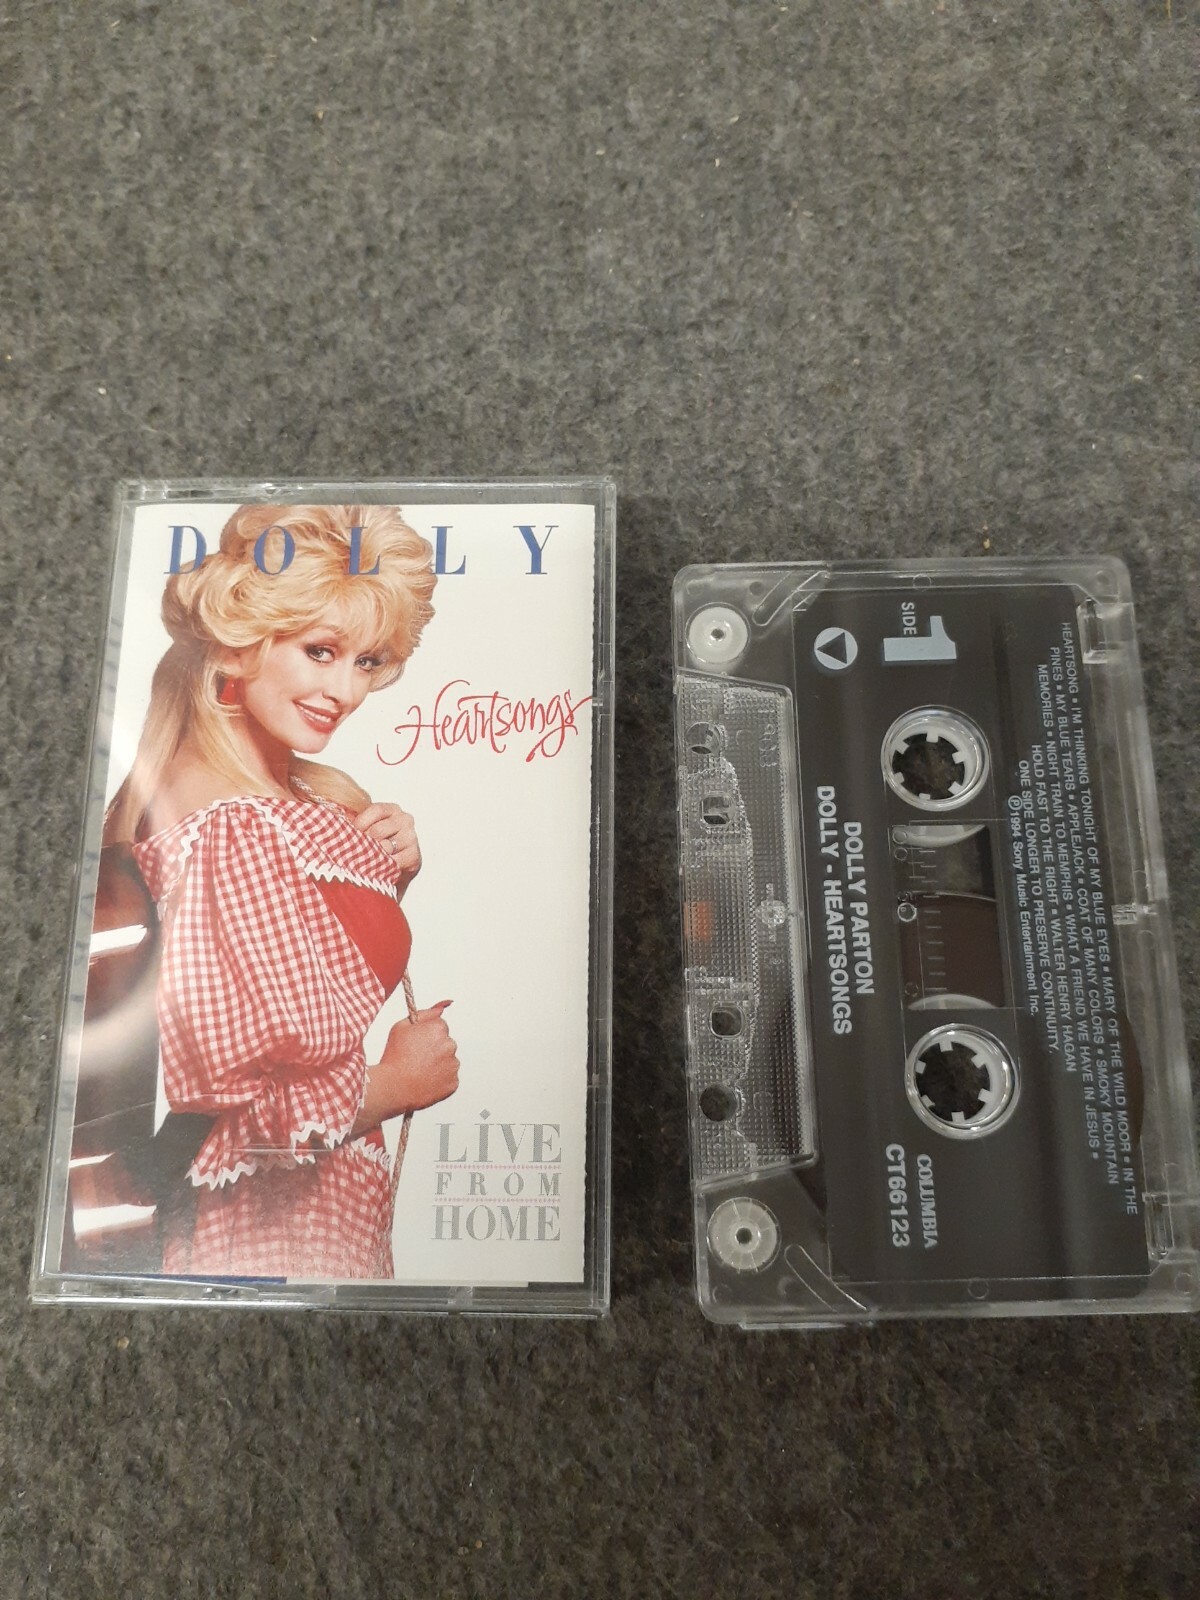 DOLLY
Heartsongs
LIVE
FROM
HOME
SIDE 1
HEARTSONG ▪ I'M THINKING TONIGHT OF MY BLUE EYES ▪ MARY OF THE WILD MOOR ▪ IN THE
PINES ▪ MY BLUE TEARS ▪ APPLEJACK ▪ COAT OF MANY COLORS ▪ SMOKY MOUNTAIN
MEMORIES ▪ NIGHT TRAIN TO MEMPHIS ▪ WHAT A FRIEND WE HAVE IN JESUS ▪
HOLD FAST TO THE RIGHT ▪ WALTER HENRY HAGAN
ONE SIDE LONGER TO PRESERVE CONTINUITY.
℗1994 Sony Music Entertainment Inc.
DOLLY PARTON
DOLLY - HEARTSONGS
COLUMBIA
CT66123